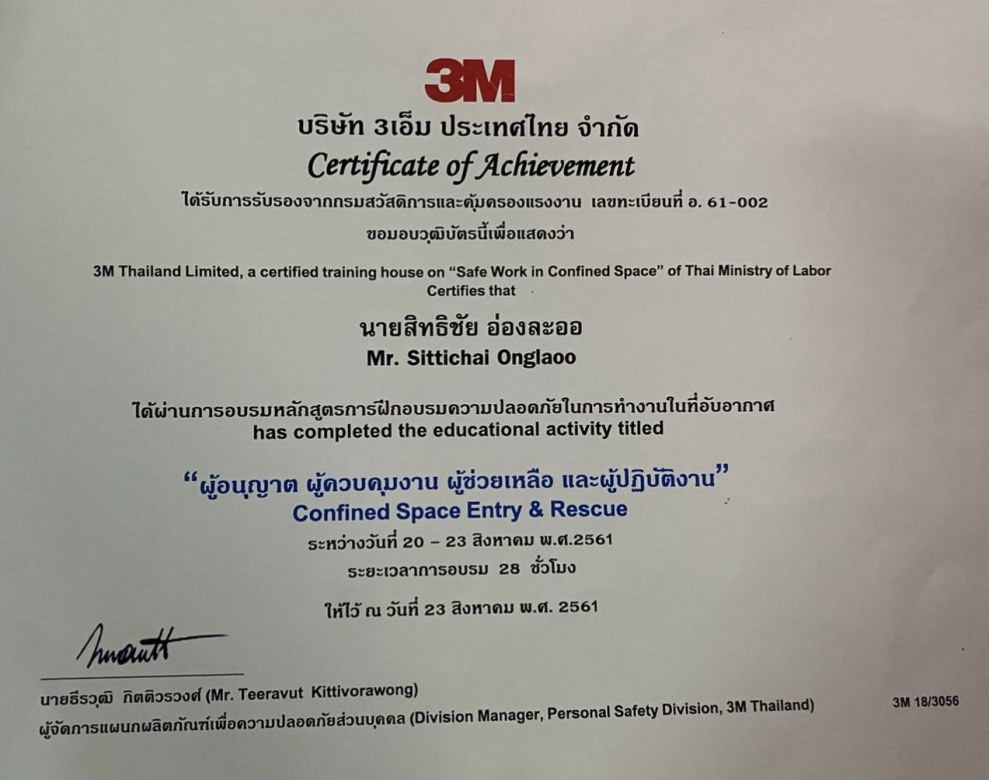 3M
บริษัท 3เอ็ม ประเทศไทย จำกัด
Certificate of Achievement
ได้รับการรับรองจากกรมสวัสดิการและคุ้มครองแรงงาน เลขทะเบียนที่ อ. 61-002
ขอมอบวุฒิบัตรนี้เพื่อแสดงว่า
3M Thailand Limited, a certified training house on “Safe Work in Confined Space” of Thai Ministry of Labor
Certifies that
นายสิทธิชัย อ่องละออ
Mr. Sittichai Onglaoo
ได้ผ่านการอบรมหลักสูตรการฝึกอบรมความปลอดภัยในการทำงานในที่อับอากาศ
has completed the educational activity titled
“ผู้อนุญาต ผู้ควบคุมงาน ผู้ช่วยเหลือ และผู้ปฏิบัติงาน”
Confined Space Entry & Rescue
ระหว่างวันที่ 20 – 23 สิงหาคม พ.ศ.2561
ระยะเวลาการอบรม 28 ชั่วโมง
ให้ไว้ ณ วันที่ 23 สิงหาคม พ.ศ. 2561
นายธีรวุฒิ กิตติวรวงศ์ (Mr. Teeravut Kittivorawong)
ผู้จัดการแผนกผลิตภัณฑ์เพื่อความปลอดภัยส่วนบุคคล (Division Manager, Personal Safety Division, 3M Thailand)
3M 18/3056